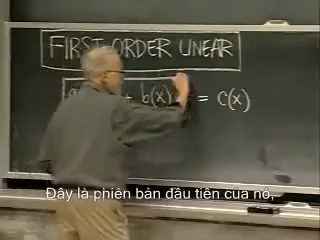 FIRST-ORDER LINEAR
b(x) = c(x)
Đây là phiên bản đầu tiên của nó,